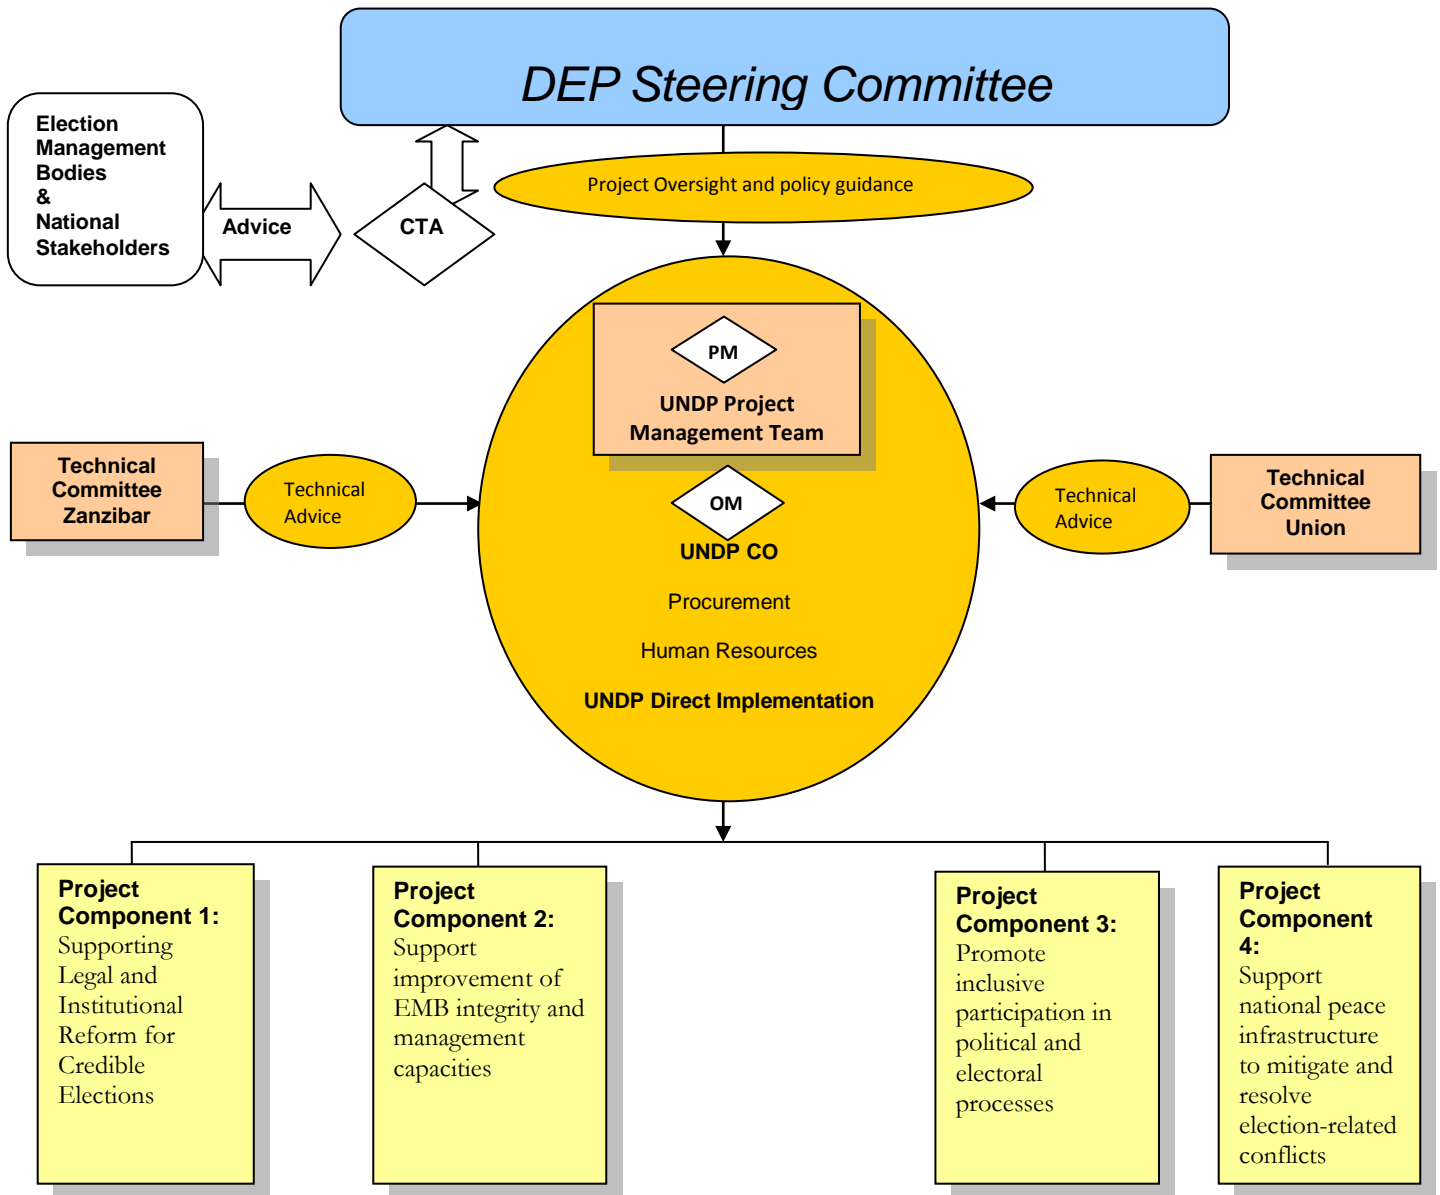 DEP Steering Committee
Election
Management
Bodies
&
National
Stakeholders
Advice
CTA
Project Oversight and policy guidance
PM
UNDP Project
Management Team
Technical
Committee
Zanzibar
Technical
Advice
OM
UNDP CO
Procurement
Human Resources
UNDP Direct Implementation
Technical
Advice
Technical
Committee
Union
Project
Component 1:
Supporting
Legal and
Institutional
Reform for
Credible
Elections
Project
Component 2:
Support
improvement of
EMB integrity and
management
capacities
Project
Component 3:
Promote
inclusive
participation in
political and
electoral
processes
Project
Component
4:
Support
national peace
infrastructure
to mitigate and
resolve
election-related
conflicts